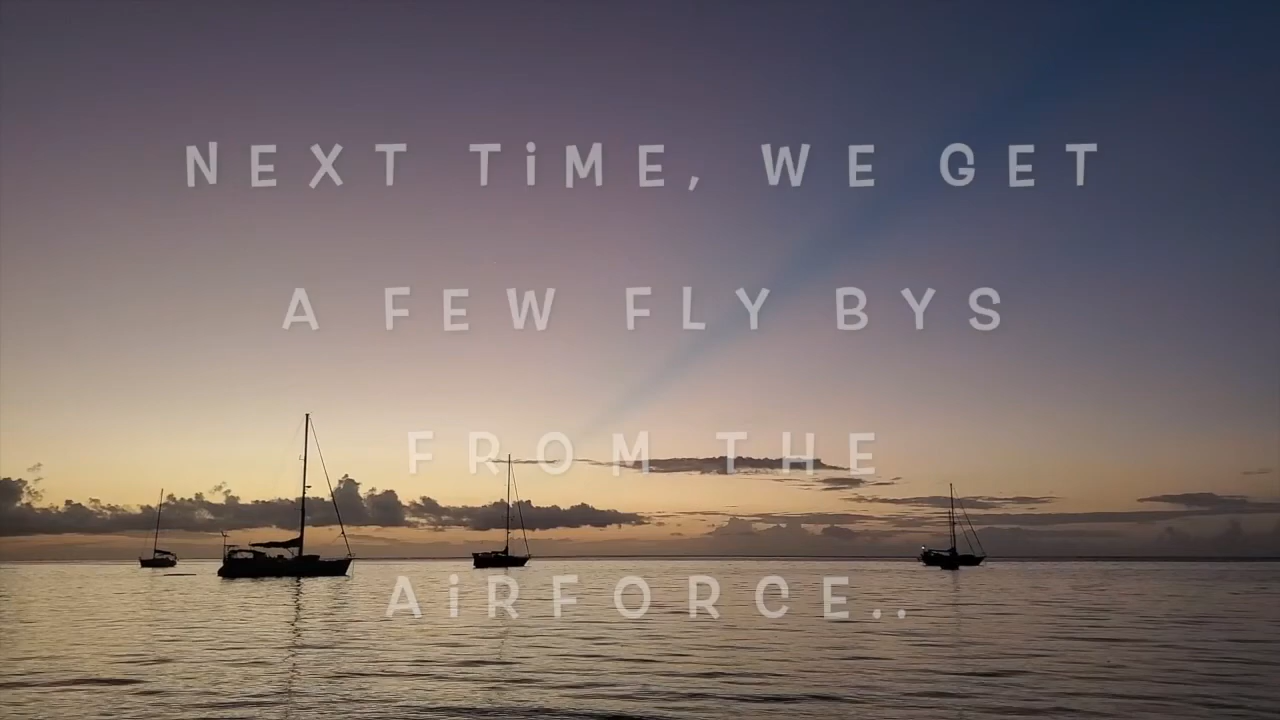 NEXT TiME, WE GET
A FEW FLY BYS
FROM THE
AiRFORCE..